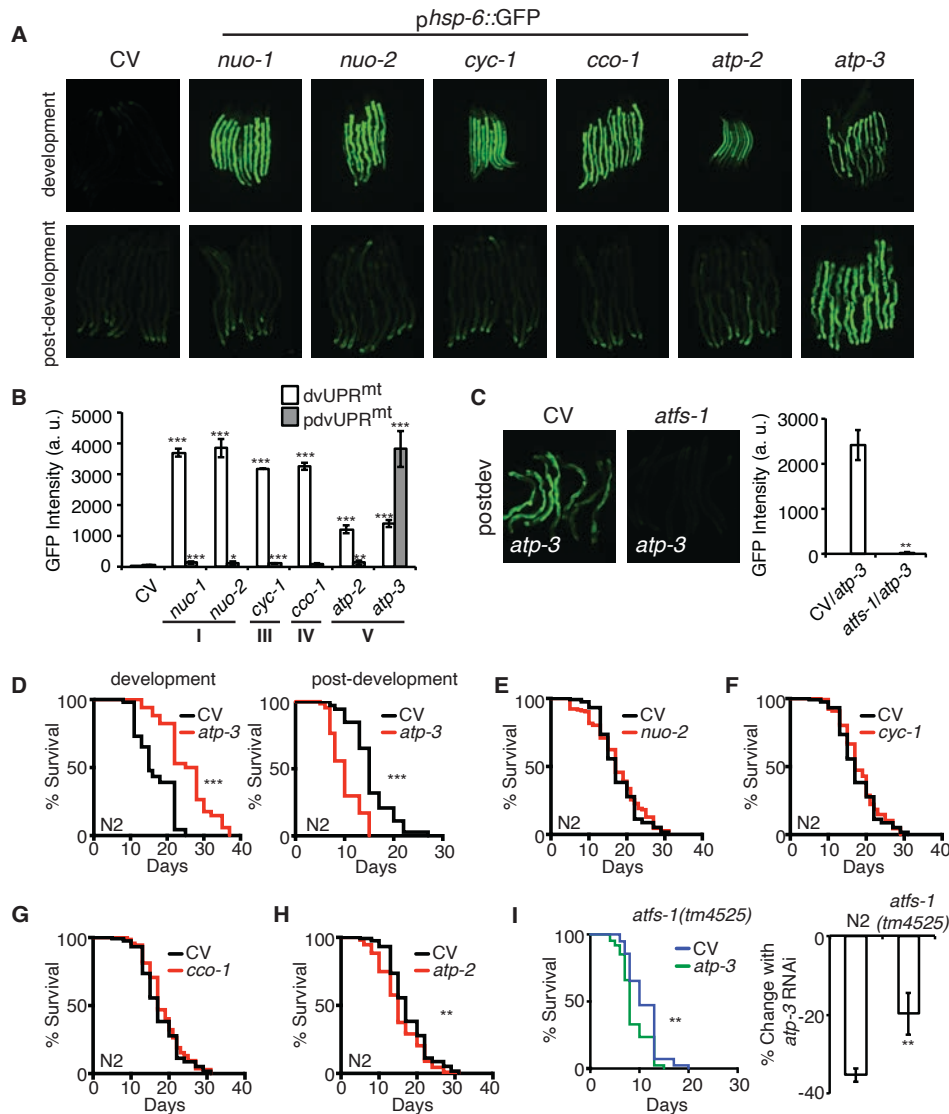 phsp-6::GFP
A
CV nuo-1 nuo-2 cyc-1 cco-1 atp-2 atp-3
development
post-development
B
dvUPRmt
pdvUPRmt
GFP Intensity (a. u.)
5000
4000
3000
2000
1000
0
*** *** *** *** *** *** ***
*** * *** **
CV nuo-1 nuo-2 cyc-1 cco-1 atp-2 atp-3
I III IV V
C
CV atfs-1
postdev
atp-3 atp-3
GFP Intensity (a. u.)
3000
2000
1000
0
**
CV/atp-3
atfs-1/atp-3
D
development
% Survival
100
50
0
CV
atp-3
***
N2
0 10 20 30 40
Days
post-development
% Survival
100
50
0
CV
atp-3
***
N2
0 10 20 30
Days
E
% Survival
100
50
0
CV
nuo-2
N2
0 10 20 30 40
Days
F
% Survival
100
50
0
CV
cyc-1
N2
0 10 20 30 40
Days
G
% Survival
100
50
0
CV
cco-1
N2
0 10 20 30 40
Days
H
% Survival
100
50
0
CV
atp-2
**
N2
0 10 20 30 40
Days
I
atfs-1(tm4525)
% Survival
100
50
0
CV
atp-3
**
0 10 20 30
Days
N2 atfs-1
(tm4525)
% Change with
atp-3 RNAi
0
-20
-40
**